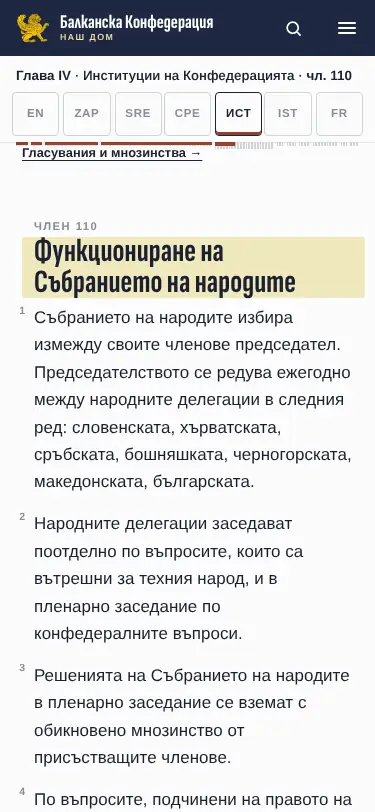 Балканска Конфедерация
НАШ ДОМ
Глава IV · Институции на Конфедерацията · чл. 110
EN
ZAP
SRE
CPE
ИСТ
IST
FR
Гласувания и мнозинства →
ЧЛЕН 110
Функциониране на
Събранието на народите
1 Събранието на народите избира
измежду своите членове председател.
Председателството се редува ежегодно
между народните делегации в следния
ред: словенската, хърватската,
сръбската, бошняшката, черногорската,
македонската, българската.
2 Народните делегации заседават
поотделно по въпросите, които са
вътрешни за техния народ, и в
пленарно заседание по
конфедералните въпроси.
3 Решенията на Събранието на народите
в пленарно заседание се вземат с
обикновено мнозинство от
присъстващите членове.
4 По въпросите, подчинени на правото на